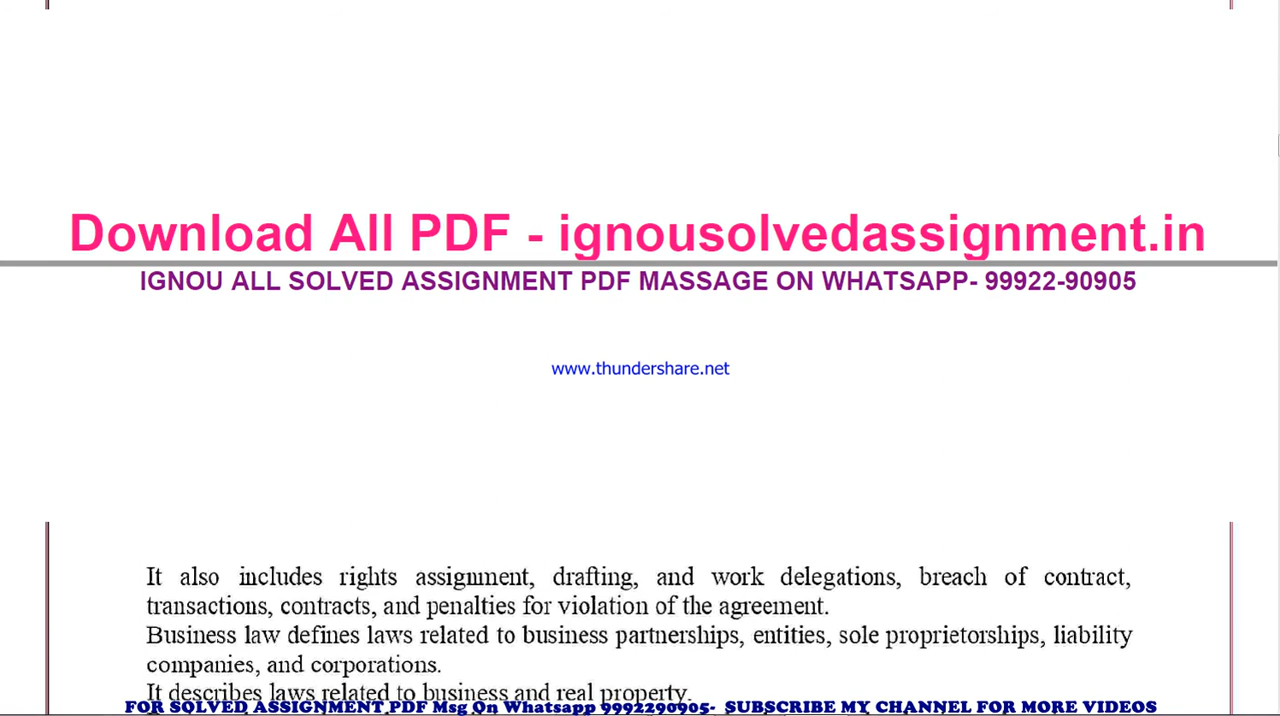 Download All PDF - ignousolvedassignment.in
IGNOU ALL SOLVED ASSIGNMENT PDF MASSAGE ON WHATSAPP- 99922-90905
www.thundershare.net
It also includes rights assignment, drafting, and work delegations, breach of contract,
transactions, contracts, and penalties for violation of the agreement.
Business law defines laws related to business partnerships, entities, sole proprietorships, liability
companies, and corporations.
It describes laws related to business and real property.
FOR SOLVED ASSIGNMENT PDF Msg On Whatsapp 9992290905- SUBSCRIBE MY CHANNEL FOR MORE VIDEOS